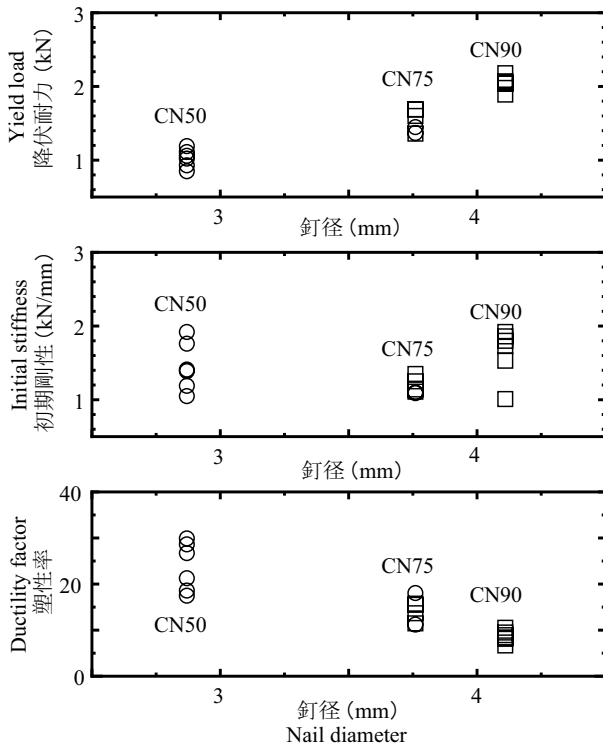 Yield load
降伏耐力 (kN)
3
2
1
CN50
CN75
CN90
3
4
釘径 (mm)
Initial stiffness
初期剛性 (kN/mm)
3
2
1
CN50
CN75
CN90
3
4
釘径 (mm)
Ductility factor
塑性率
40
20
0
CN50
CN75
CN90
3
4
釘径 (mm)
Nail diameter